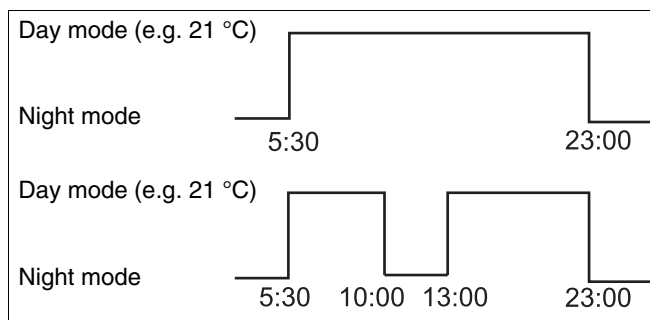 Day mode (e.g. 21 °C)
Night mode
5:30 23:00
Day mode (e.g. 21 °C)
Night mode
5:30 10:00 13:00 23:00